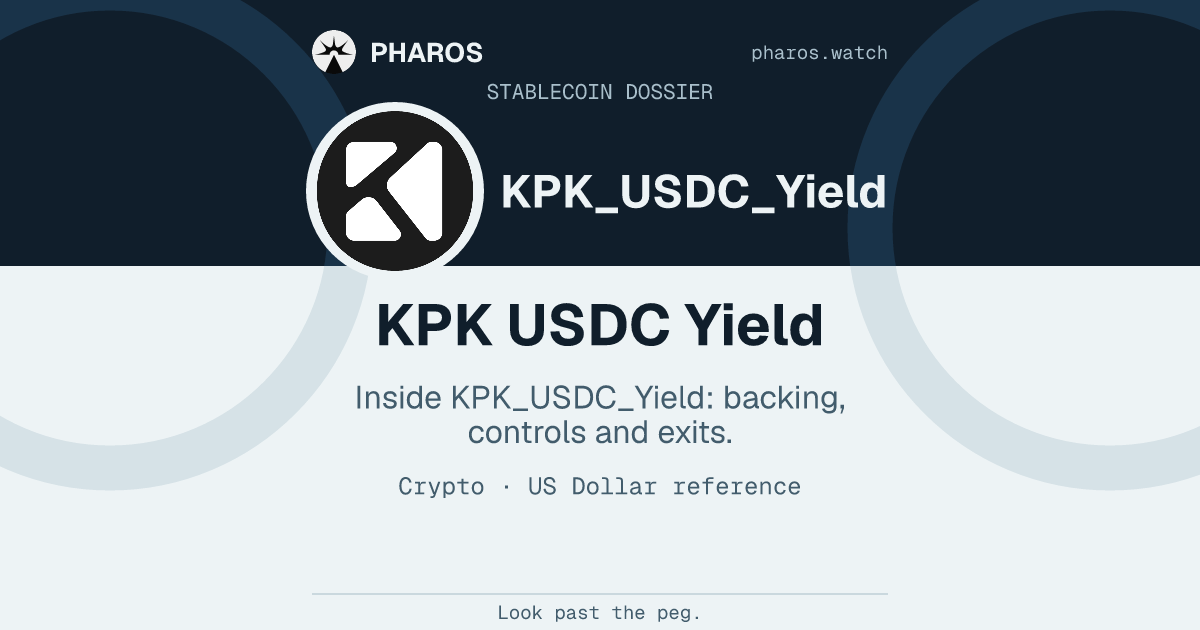 PHAROS
pharos.watch
STABLECOIN DOSSIER
KPK_USDC_Yield
KPK USDC Yield
Inside KPK_USDC_Yield: backing,
controls and exits.
Crypto · US Dollar reference
Look past the peg.